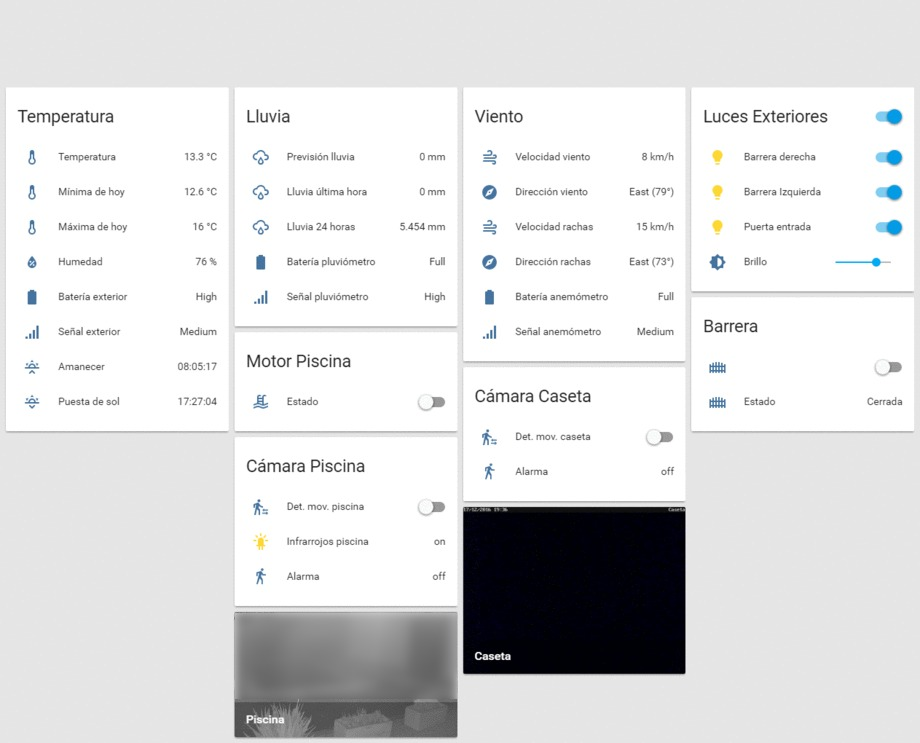 Temperatura
Temperatura 13.3 °C
Mínima de hoy 12.6 °C
Máxima de hoy 16 °C
Humedad 76 %
Batería exterior High
Señal exterior Medium
Amanecer 08:05:17
Puesta de sol 17:27:04
Lluvia
Previsión lluvia 0 mm
Lluvia última hora 0 mm
Lluvia 24 horas 5.454 mm
Batería pluviómetro Full
Señal pluviómetro High
Motor Piscina
Estado
Cámara Piscina
Det. mov. piscina
Infrarrojos piscina on
Alarma off
Piscina
Viento
Velocidad viento 8 km/h
Dirección viento East (79°)
Velocidad rachas 15 km/h
Dirección rachas East (73°)
Batería anemómetro Full
Señal anemómetro Medium
Cámara Caseta
Det. mov. caseta
Alarma off
17/12/2016 19:36 Caseta
Caseta
Luces Exteriores
Barrera derecha
Barrera Izquierda
Puerta entrada
Brillo
Barrera
Estado Cerrada